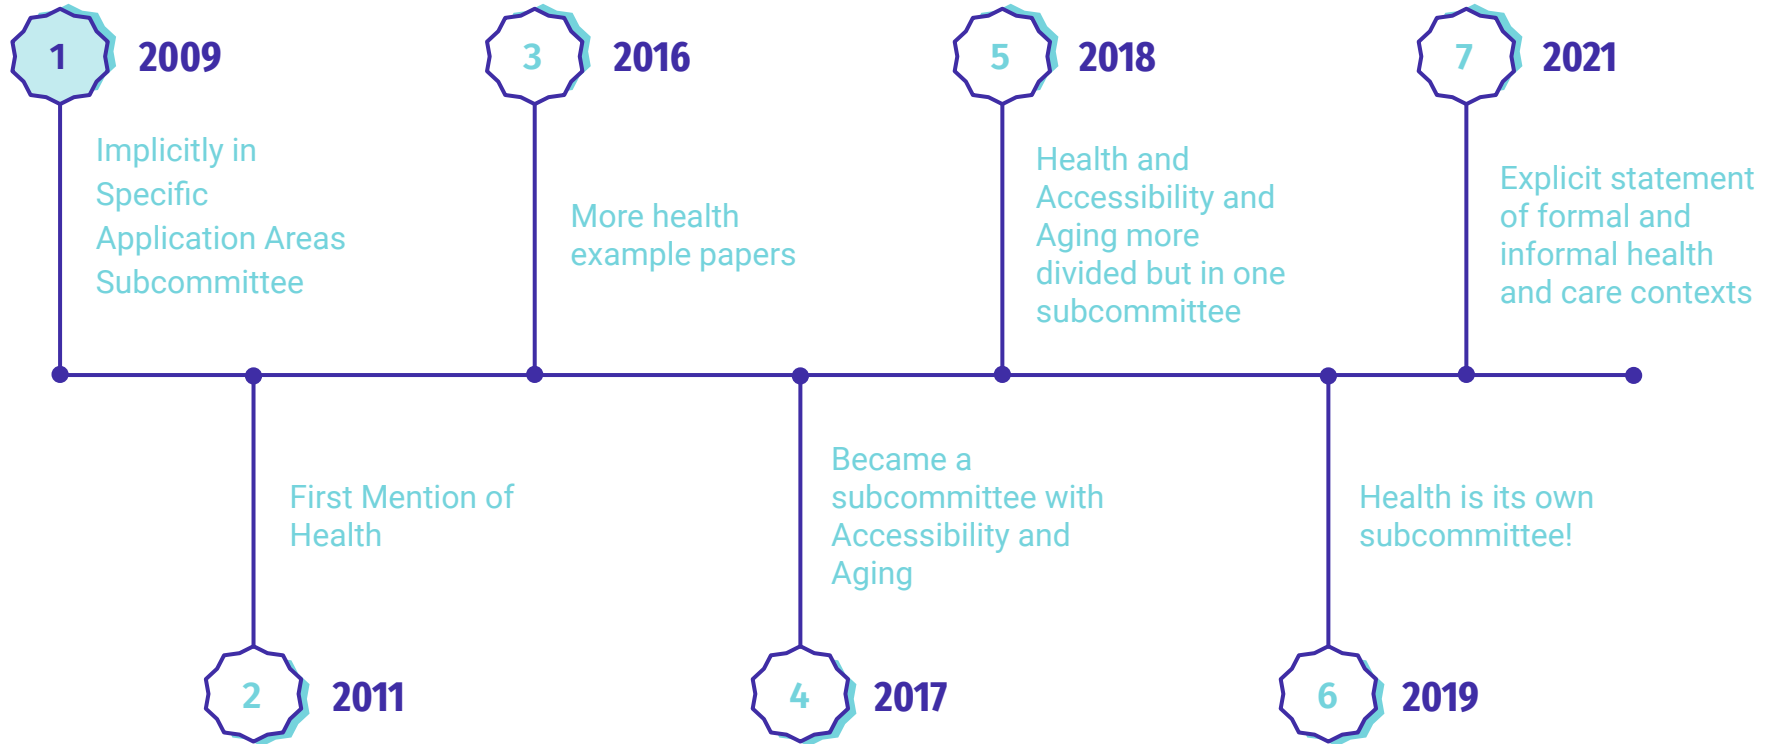 1
2009
Implicitly in
Specific
Application Areas
Subcommittee
2
2011
First Mention of
Health
3
2016
More health
example papers
4
2017
Became a
subcommittee with
Accessibility and
Aging
5
2018
Health and
Accessibility and
Aging more
divided but in one
subcommittee
6
2019
Health is its own
subcommittee!
7
2021
Explicit statement
of formal and
informal health
and care contexts